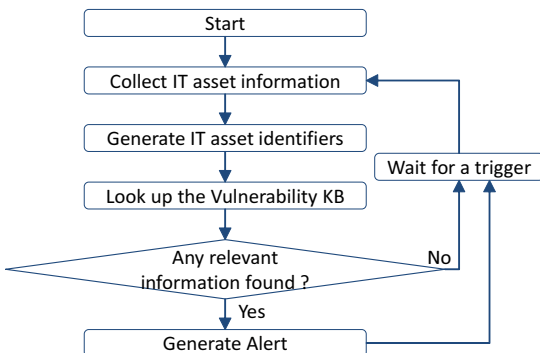 Start
Collect IT asset information
Generate IT asset identifiers
Wait for a trigger
Look up the Vulnerability KB
Any relevant
information found ?
No
Yes
Generate Alert